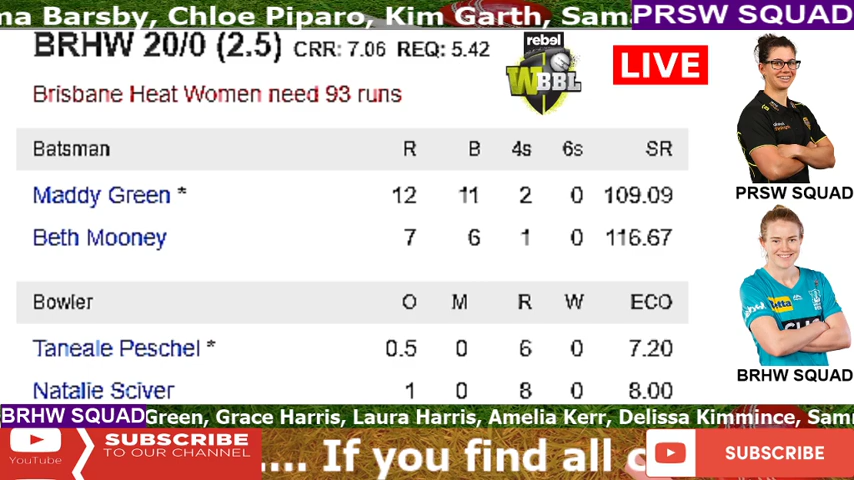 ma Barsby, Chloe Piparo, Kim Garth, Sam
PRSW SQUAD
BRHW 20/0 (2.5) CRR: 7.06 REQ: 5.42
rebel
WBBL
LIVE
Brisbane Heat Women need 93 runs
Batsman R B 4s 6s SR
Maddy Green * 12 11 2 0 109.09
Beth Mooney 7 6 1 0 116.67
PRSW SQUAD
Bowler O M R W ECO
Taneale Peschel * 0.5 0 6 0 7.20
Natalie Sciver 1 0 8 0 8.00
BRHW SQUAD
BRHW SQUAD Green, Grace Harris, Laura Harris, Amelia Kerr, Delissa Kimmince, Samm
YouTube
SUBSCRIBE
TO OUR CHANNEL
.... If you find all c
SUBSCRIBE